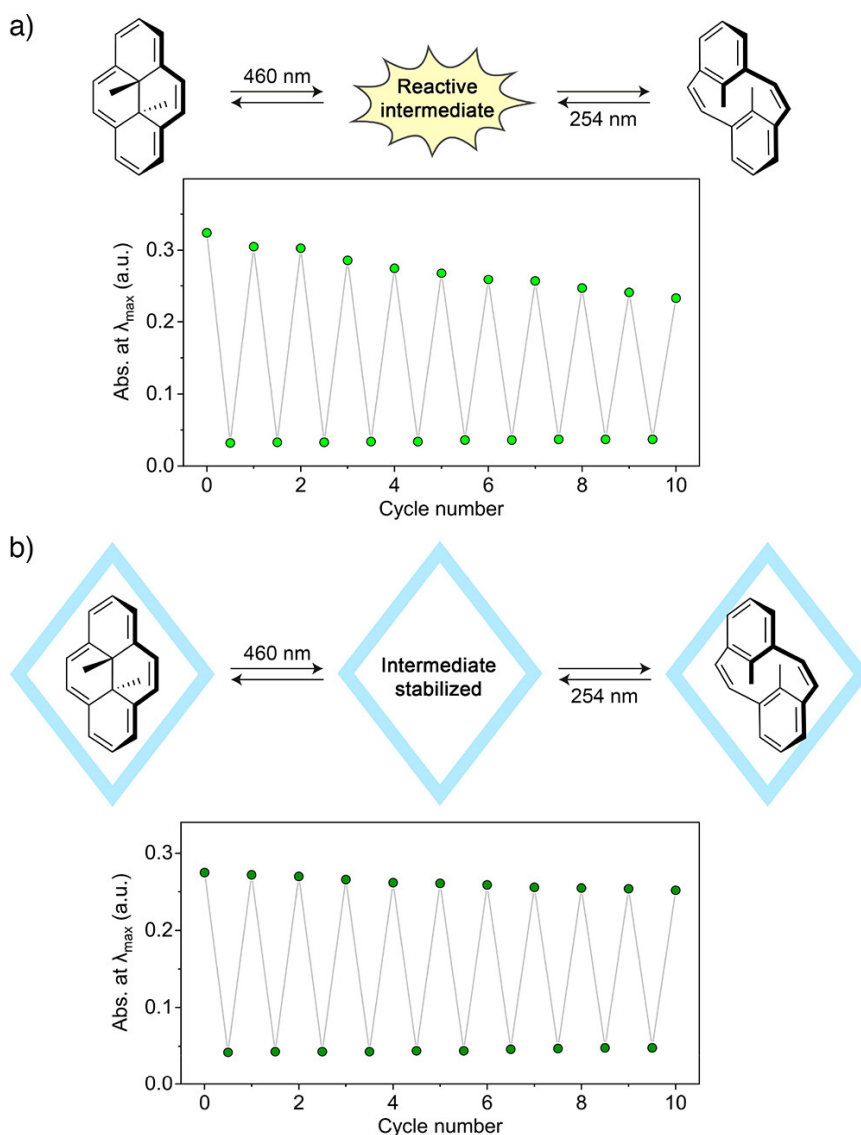 a)
460 nm
Reactive
intermediate
254 nm
Abs. at λmax (a.u.)
0.3
0.2
0.1
0.0
0 2 4 6 8 10
Cycle number
b)
460 nm
Intermediate
stabilized
254 nm
Abs. at λmax (a.u.)
0.3
0.2
0.1
0.0
0 2 4 6 8 10
Cycle number